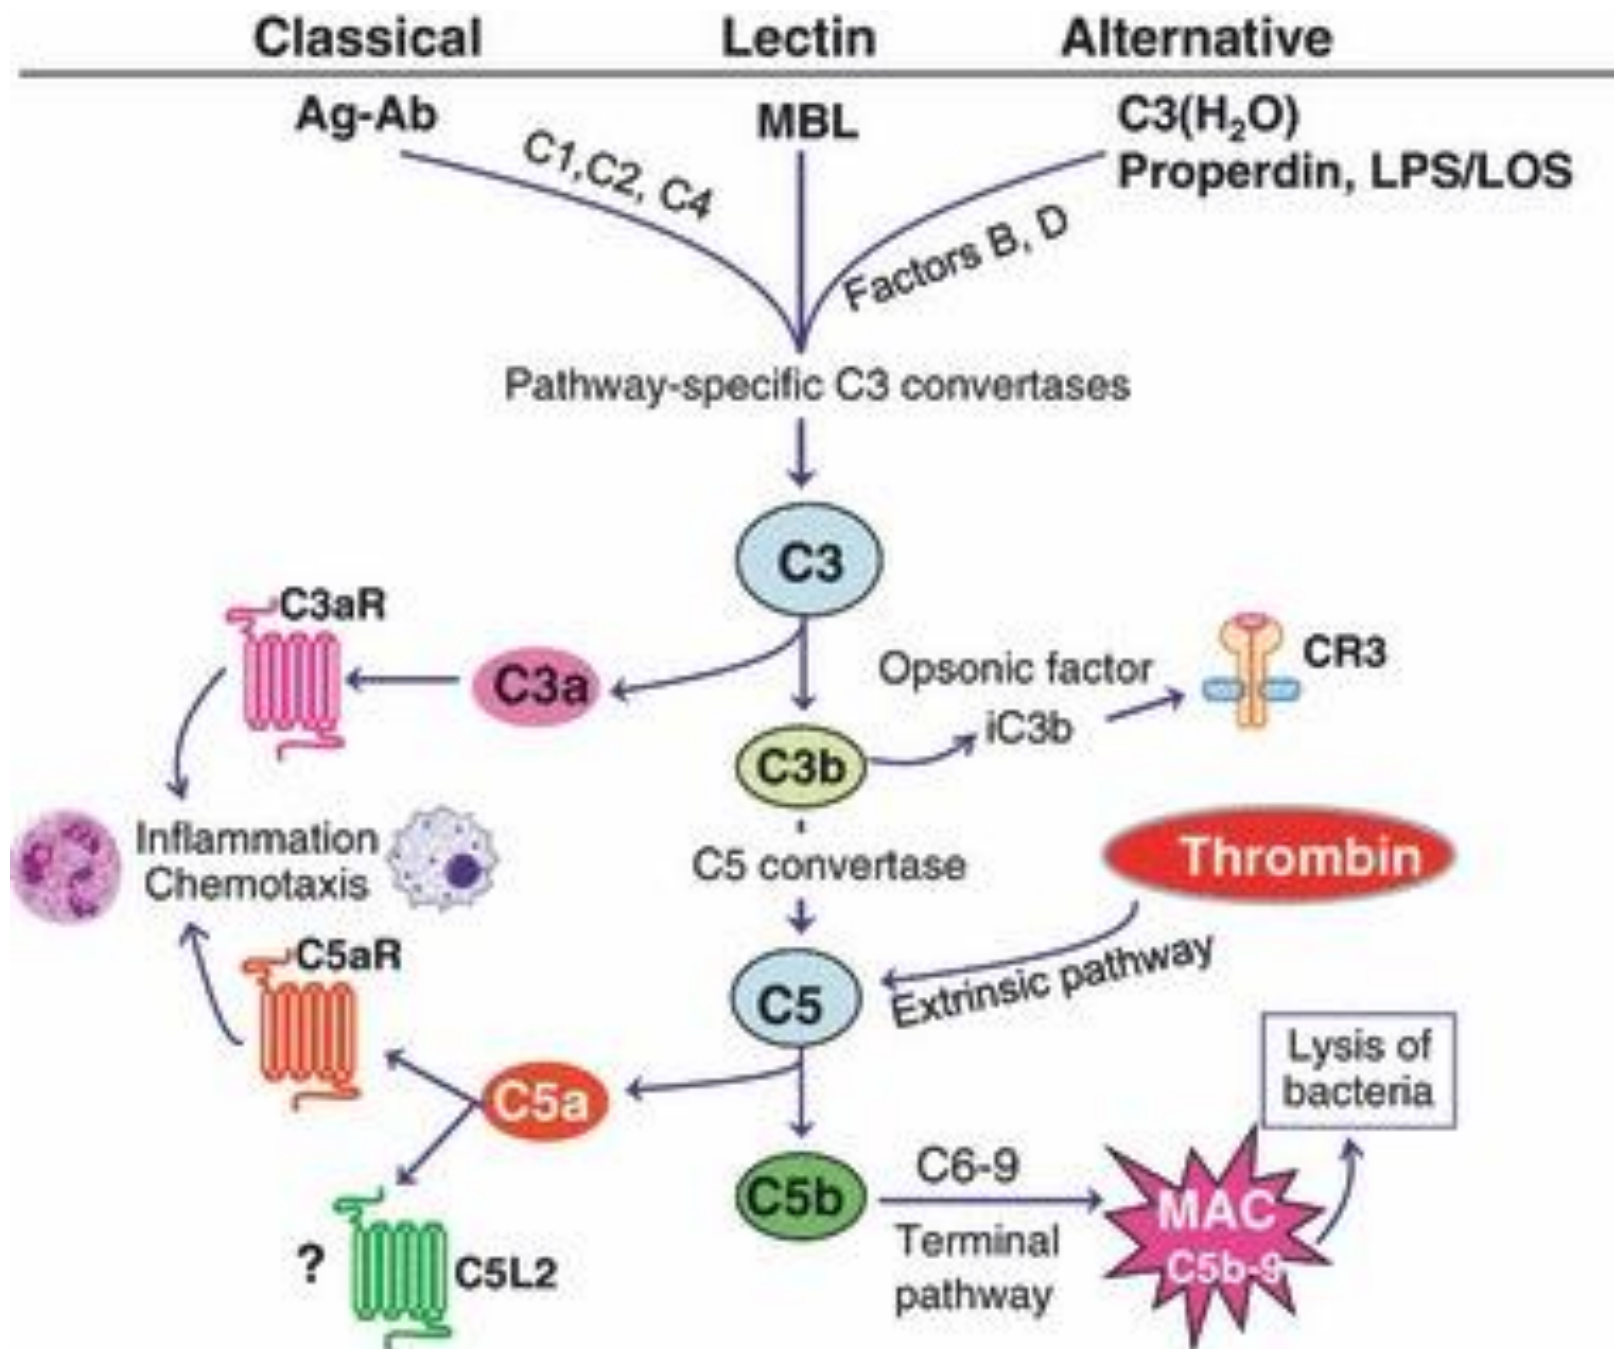 Classical Lectin Alternative
Ag-Ab
MBL
C3(H₂O)
Properdin, LPS/LOS
C1,C2, C4
Factors B, D
Pathway-specific C3 convertases
C3
C3aR
C3a
Opsonic factor
iC3b
CR3
C3b
Inflammation
Chemotaxis
C5 convertase
Thrombin
Extrinsic pathway
C5aR
C5
C5a
Lysis of
bacteria
C5b
C6-9
Terminal
pathway
MAC
C5b-9
?
C5L2